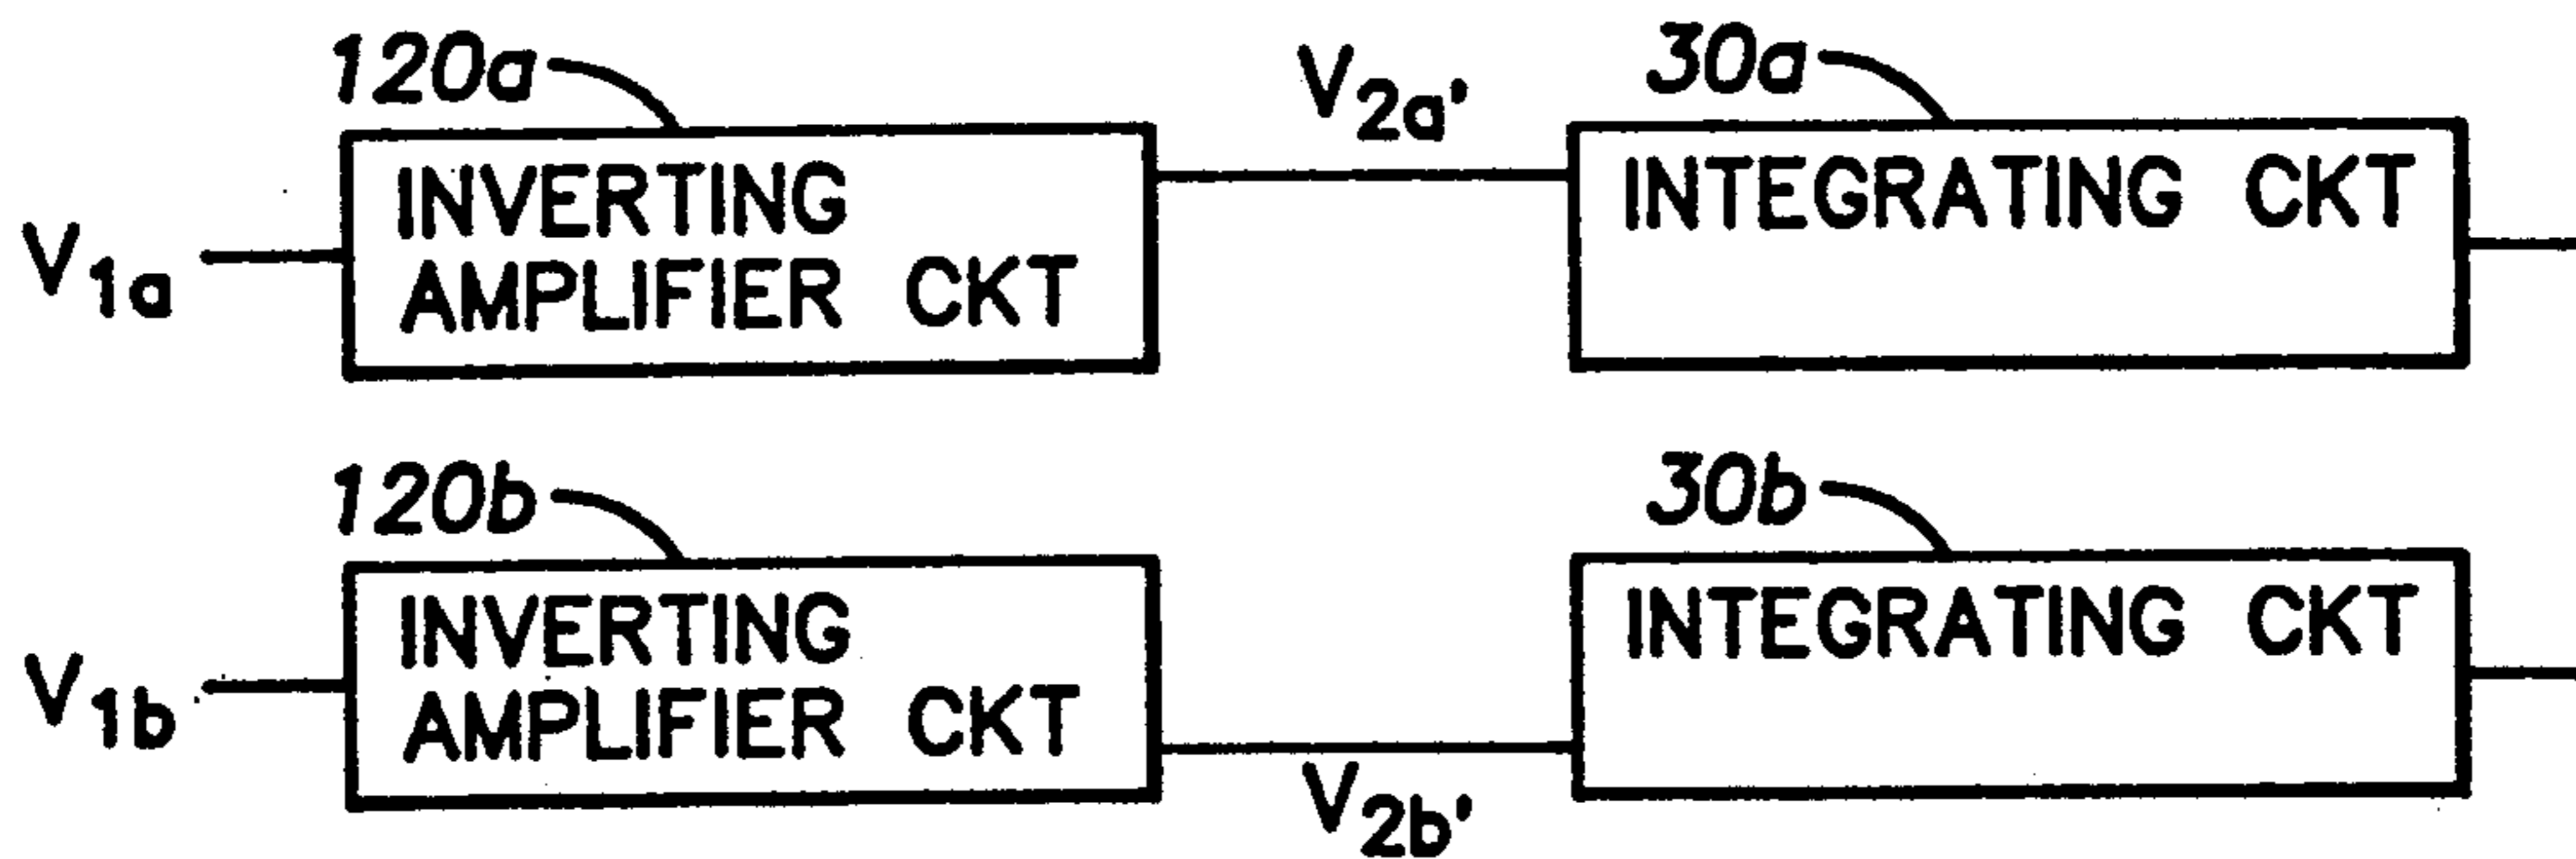 120a
V2a'
30a
INVERTING
AMPLIFIER CKT
INTEGRATING CKT
V1a
120b
30b
INVERTING
AMPLIFIER CKT
INTEGRATING CKT
V1b
V2b'